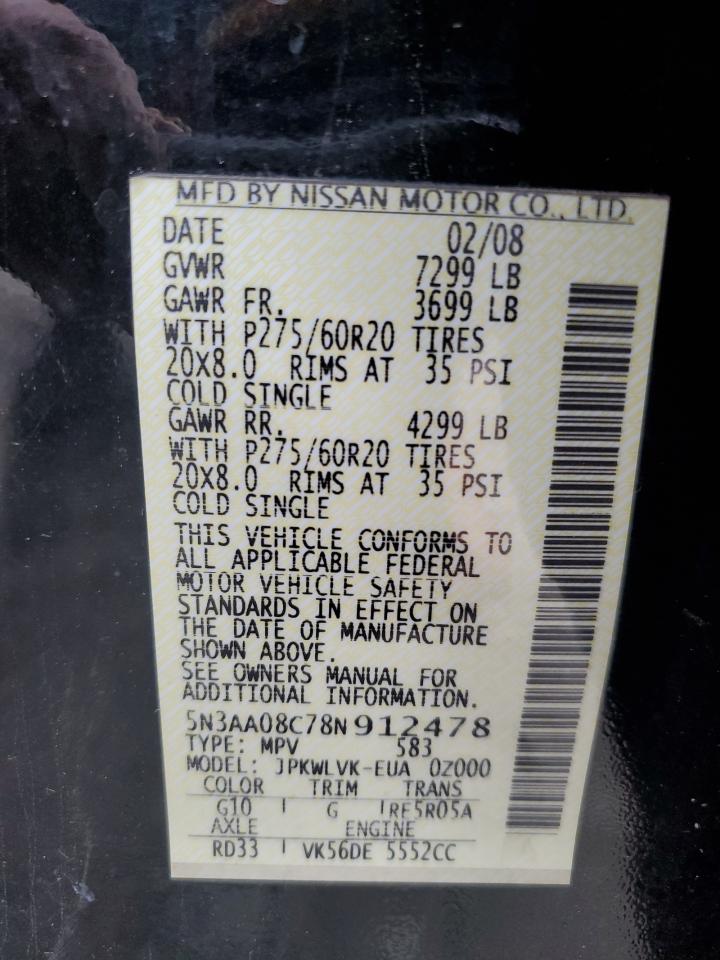 MFD BY NISSAN MOTOR CO., LTD.
DATE 02/08
GVWR 7299 LB
GAWR FR. 3699 LB
WITH P275/60R20 TIRES
20X8.0 RIMS AT 35 PSI
COLD SINGLE
GAWR RR. 4299 LB
WITH P275/60R20 TIRES
20X8.0 RIMS AT 35 PSI
COLD SINGLE
THIS VEHICLE CONFORMS TO
ALL APPLICABLE FEDERAL
MOTOR VEHICLE SAFETY
STANDARDS IN EFFECT ON
THE DATE OF MANUFACTURE
SHOWN ABOVE.
SEE OWNERS MANUAL FOR
ADDITIONAL INFORMATION.
5N3AA08C78N912478
TYPE: MPV 583
MODEL: JPKWLVK-EUA 0Z000
COLOR TRIM TRANS
G10 G RE5R05A
AXLE ENGINE
RD33 VK56DE 5552CC